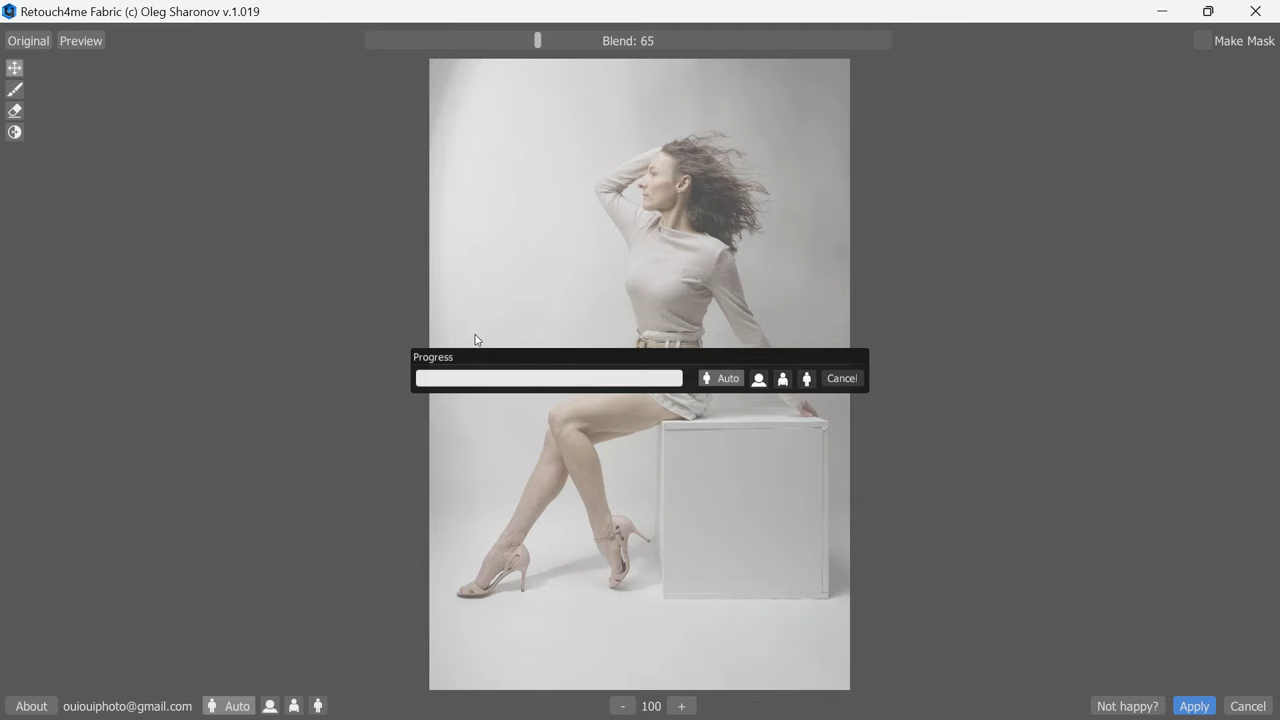 Retouch4me Fabric (c) Oleg Sharonov v.1.019
Original Preview Blend: 65 Make Mask
Progress
Auto Cancel
About ouiouiphoto@gmail.com Auto - 100 + Not happy? Apply Cancel